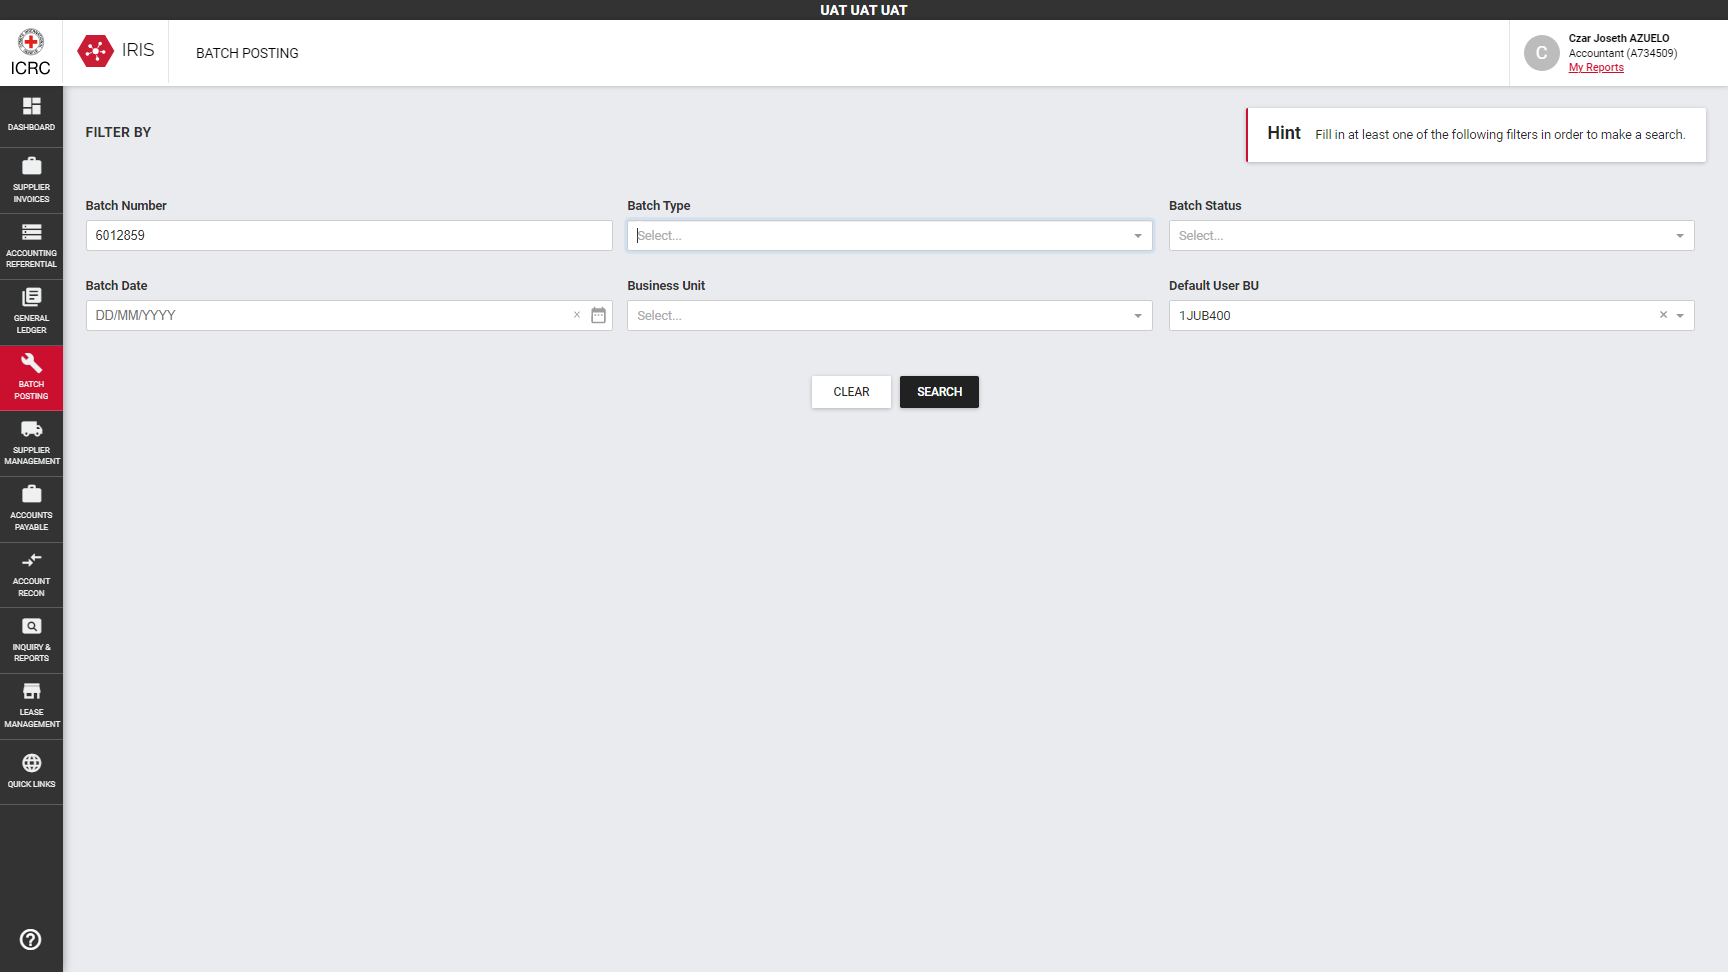 UAT UAT UAT
ICRC
IRIS
BATCH POSTING
C
Czar Joseth AZUELO
Accountant (A734509)
My Reports
DASHBOARD
SUPPLIER
INVOICES
ACCOUNTING
REFERENTIAL
GENERAL
LEDGER
BATCH
POSTING
SUPPLIER
MANAGEMENT
ACCOUNTS
PAYABLE
ACCOUNT
RECON
INQUIRY &
REPORTS
LEASE
MANAGEMENT
QUICK LINKS
FILTER BY
Hint Fill in at least one of the following filters in order to make a search.
Batch Number
6012859
Batch Type
Select...
Batch Status
Select...
Batch Date
DD/MM/YYYY
Business Unit
Select...
Default User BU
1JUB400
CLEAR
SEARCH